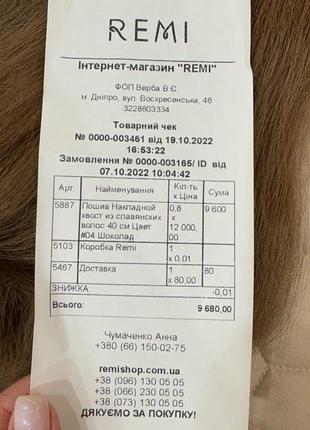 REMI
Інтернет-магазин "REMI"
ФОП Верба В Є
м. Дніпро, вул. Воскресенська, 46
3228803334
Товарний чек
№ 0000-003461 від 19.10.2022
16:53:22
Замовлення № 0000-003165/ ID від
07.10.2022 10:04:42
Арт. Найменування Кіл-ть х Ціна Сума
5887 Пошив Накладной хвост из славянских волос 40 см Цвет #04 Шоколад 0,8 х 12 000,00 9 600
5103 Коробка Remi 1 х 0,01
5467 Доставка 1 х 80,00 80
ЗНИЖКА -0,01
Всього: 9 680,00
Чумаченко Анна
+380 (66) 150-02-75
remishop.com.ua
+38 (096) 130 05 05
+38 (066) 230 05 05
+38 (073) 130 05 05
ДЯКУЄМО ЗА ПОКУПКУ!